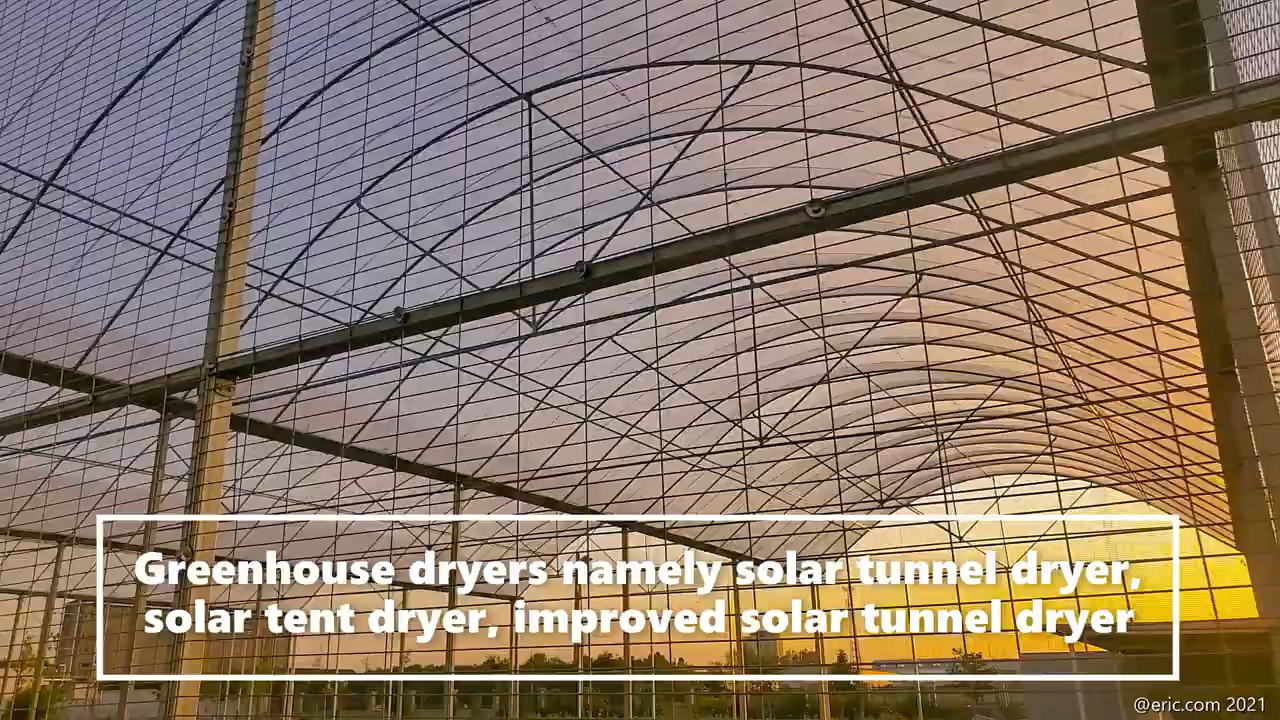 Greenhouse dryers namely solar tunnel dryer,
solar tent dryer, improved solar tunnel dryer
@eric.com 2021